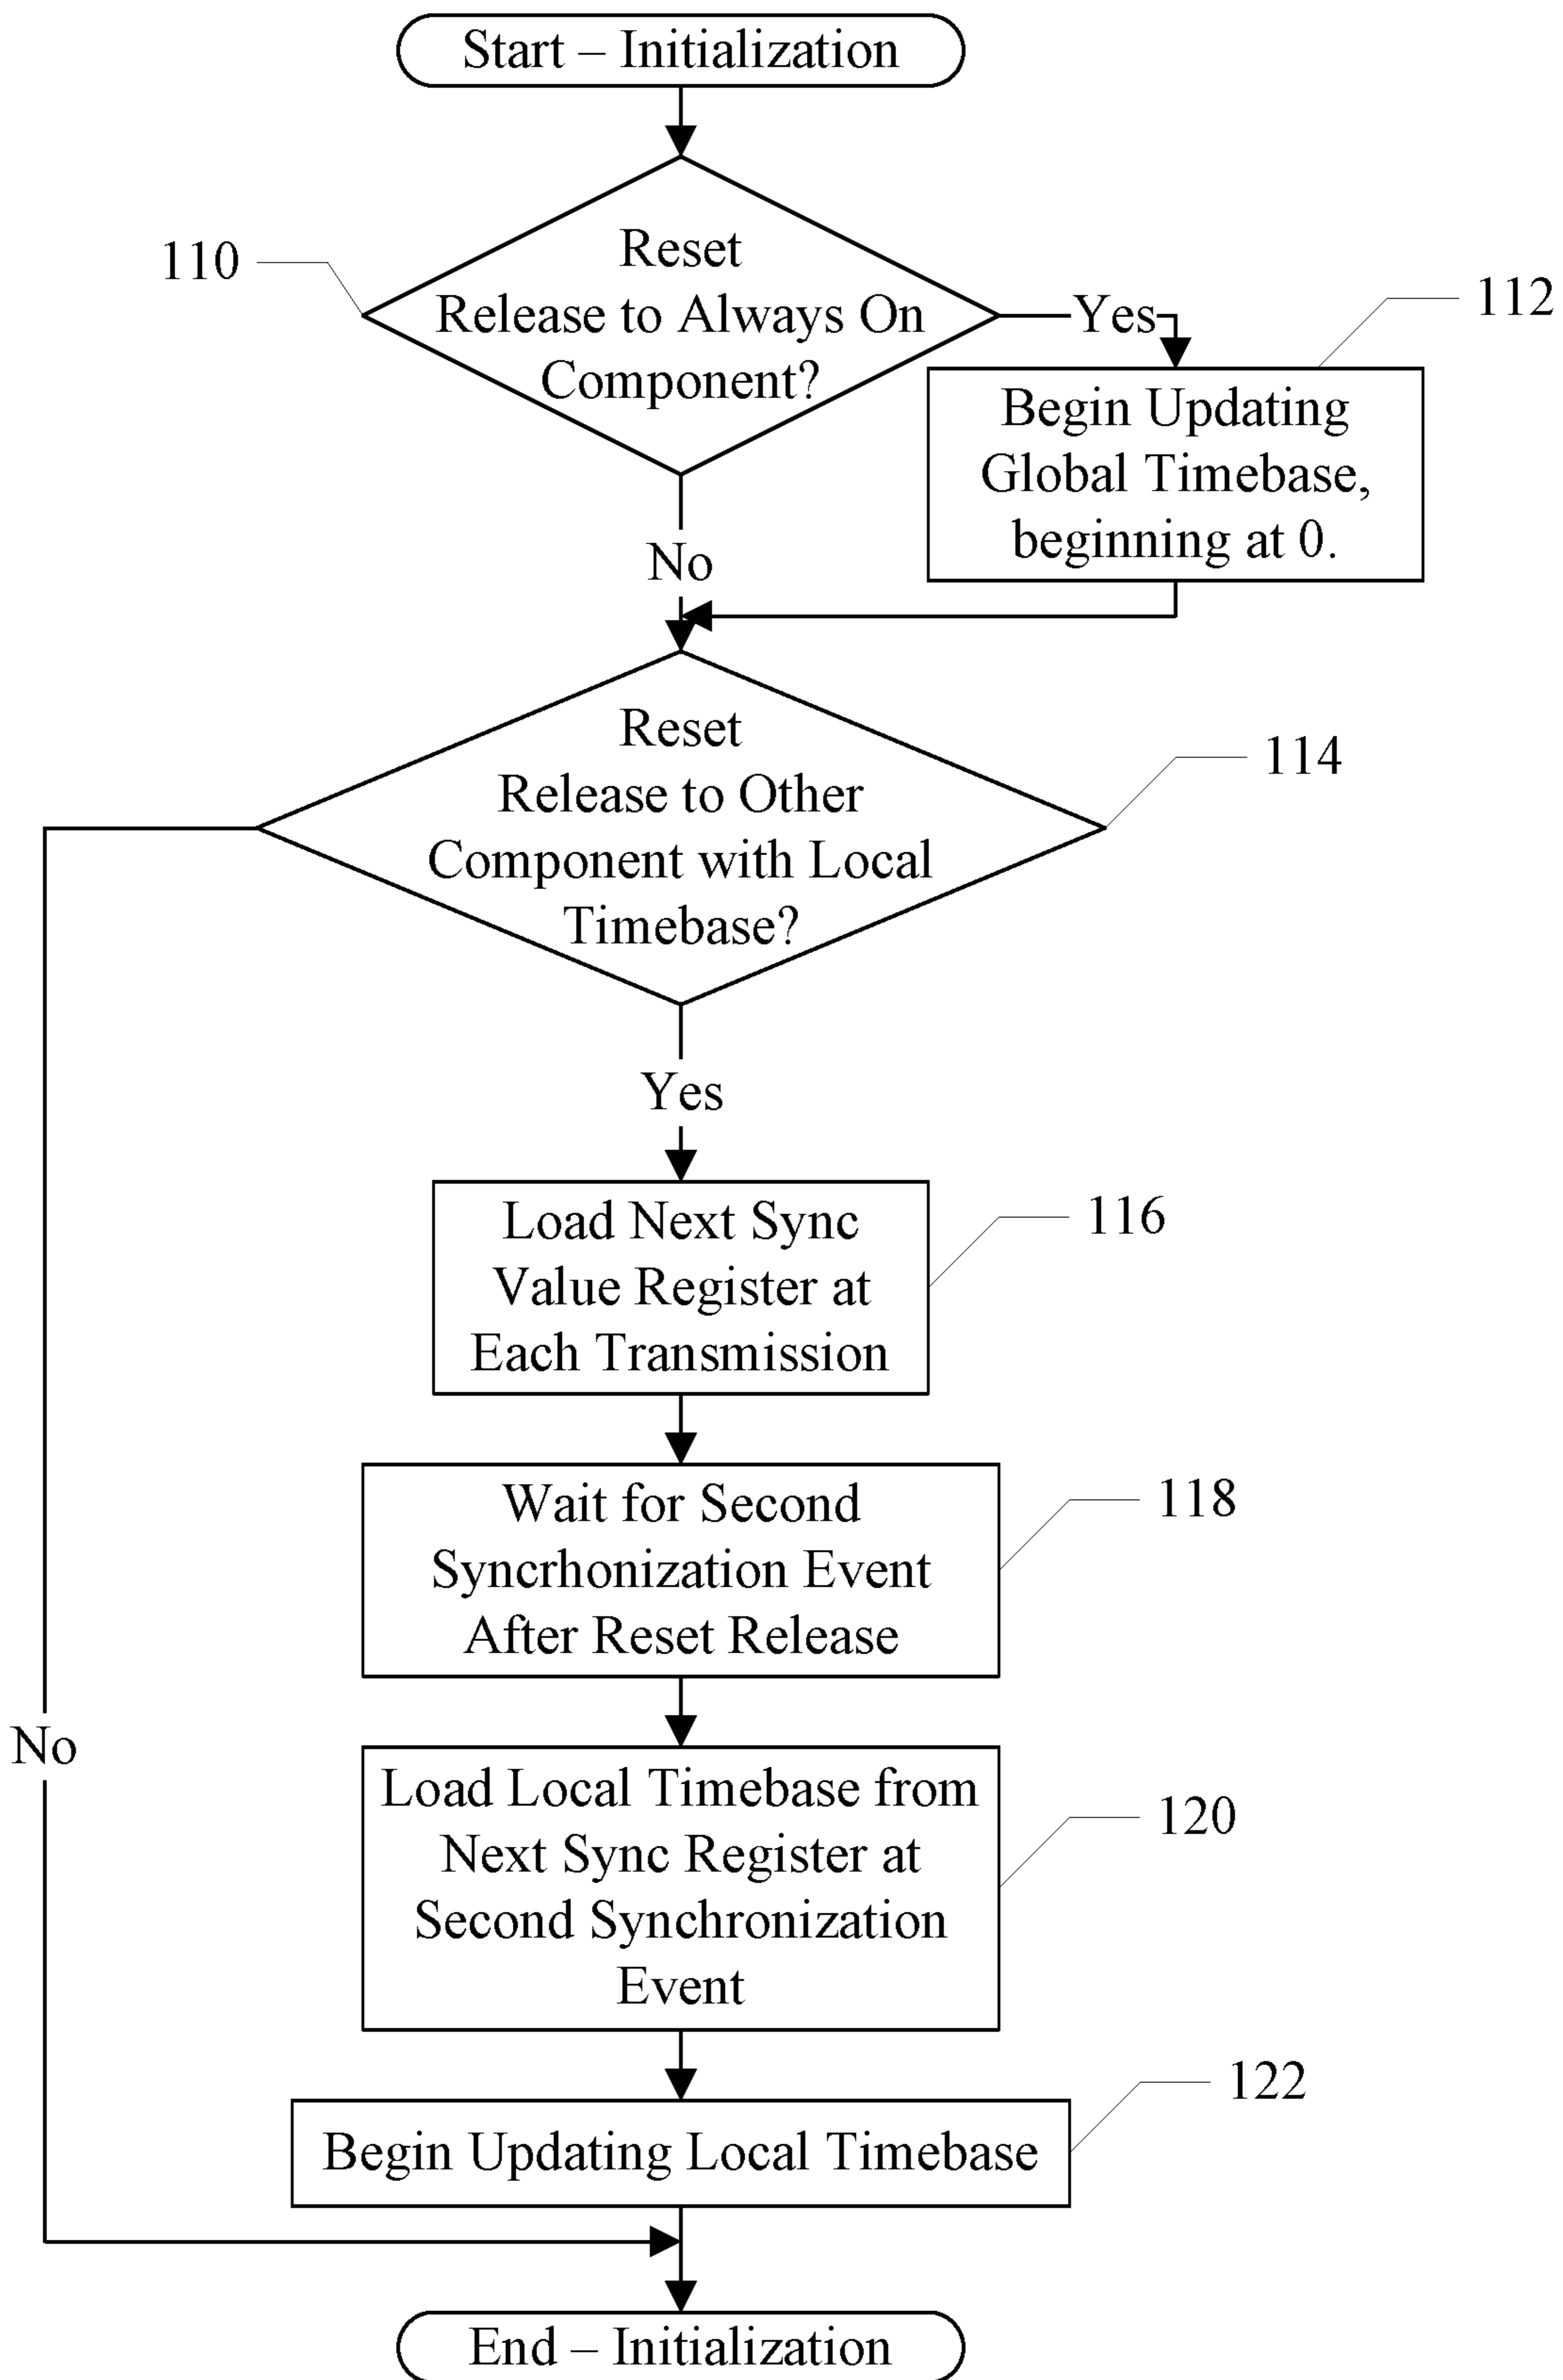 Start – Initialization
110
Reset
Release to Always On
Component?
Yes
112
Begin Updating
Global Timebase,
beginning at 0.
No
Reset
Release to Other
Component with Local
Timebase?
114
Yes
Load Next Sync
Value Register at
Each Transmission
116
Wait for Second
Syncrhonization Event
After Reset Release
118
No
Load Local Timebase from
Next Sync Register at
Second Synchronization
Event
120
Begin Updating Local Timebase
122
End – Initialization